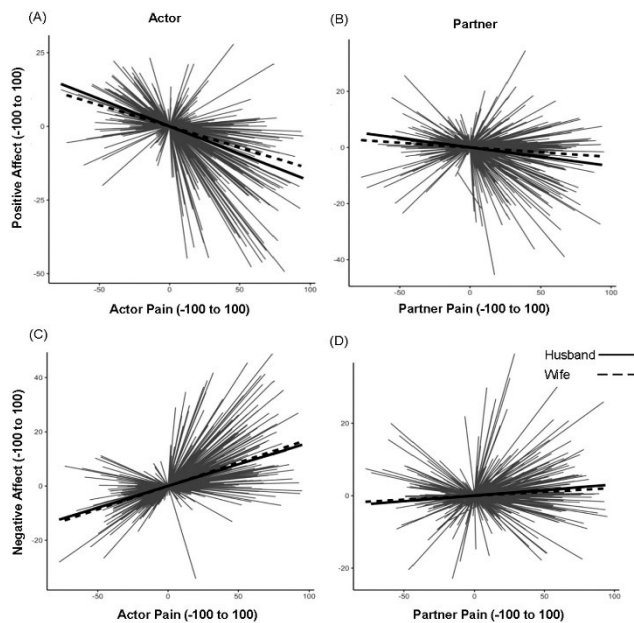 (A)
Actor
(B)
Partner
Positive Affect (-100 to 100)
25
0
-25
-50
-50
0
50
100
Actor Pain (-100 to 100)
20
0
-20
-40
-50
0
50
100
Partner Pain (-100 to 100)
(C)
(D)
Husband
Wife
Negative Affect (-100 to 100)
40
20
0
-20
-50
0
50
100
Actor Pain (-100 to 100)
20
0
-20
-50
0
50
100
Partner Pain (-100 to 100)